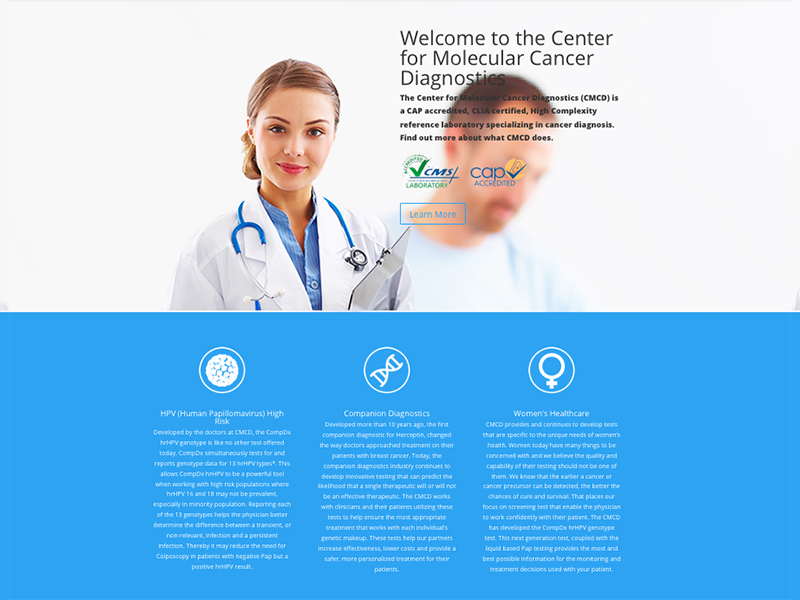 Welcome to the Center
for Molecular Cancer
Diagnostics
The Center for Molecular Cancer Diagnostics (CMCD) is
a CAP accredited, CLIA certified, High Complexity
reference laboratory specializing in cancer diagnosis.
Find out more about what CMCD does.
ACCREDITED
CMS
LABORATORY
cap
ACCREDITED
Learn More
HPV (Human Papillomavirus) High
Risk
Developed by the doctors at CMCD, the CompDx
hrHPV genotype is like no other test offered
today. CompDx simultaneously tests for and
reports genotype data for 13 hrHPV types*. This
allows CompDx hrHPV to be a powerful tool
when working with high risk populations where
hrHPV 16 and 18 may not be prevalent,
especially in minority population. Reporting each
of the 13 genotypes helps the physician better
determine the difference between a transient, or
non-relevant, infection and a persistent
infection. Thereby it may reduce the need for
Colposcopy in patients with negative Pap but a
positive hrHPV result.
Companion Diagnostics
Developed more than 10 years ago, the first
companion diagnostic for Herceptin, changed
the way doctors approached treatment on their
patients with breast cancer. Today, the
companion diagnostics industry continues to
develop innovative testing that can predict the
likelihood that a single therapeutic will or will not
be an effective therapeutic. The CMCD works
with clinicians and their patients utilizing these
tests to help ensure the most appropriate
treatment that works with each individual's
genetic makeup. These tests help our partners
increase effectiveness, lower costs and provide a
safer, more personalized treatment for their
patients.
Women's Healthcare
CMCD provides and continues to develop tests
that are specific to the unique needs of women's
health. Women today have many things to be
concerned with and we believe the quality and
capability of their testing should not be one of
them. We know that the earlier a cancer or
cancer precursor can be detected, the better the
chances of cure and survival. That places our
focus on screening test that enable the physician
to work confidently with their patient. The CMCD
has developed the CompDx hrHPV genotype
test. This next generation test, coupled with the
liquid based Pap testing provides the most and
best possible information for the monitoring and
treatment decisions used with your patient.